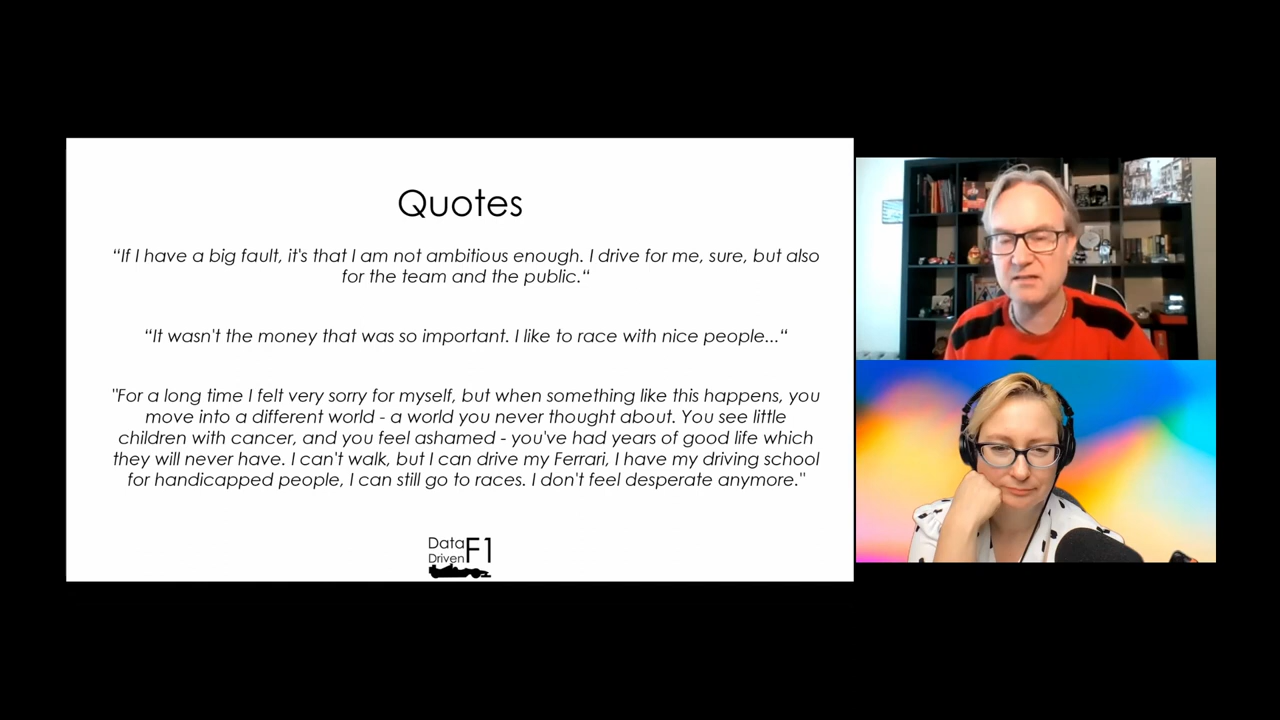 Quotes
“If I have a big fault, it's that I am not ambitious enough. I drive for me, sure, but also
for the team and the public.“
“It wasn't the money that was so important. I like to race with nice people...“
"For a long time I felt very sorry for myself, but when something like this happens, you
move into a different world - a world you never thought about. You see little
children with cancer, and you feel ashamed - you've had years of good life which
they will never have. I can't walk, but I can drive my Ferrari, I have my driving school
for handicapped people, I can still go to races. I don't feel desperate anymore."
Data
Driven
F1